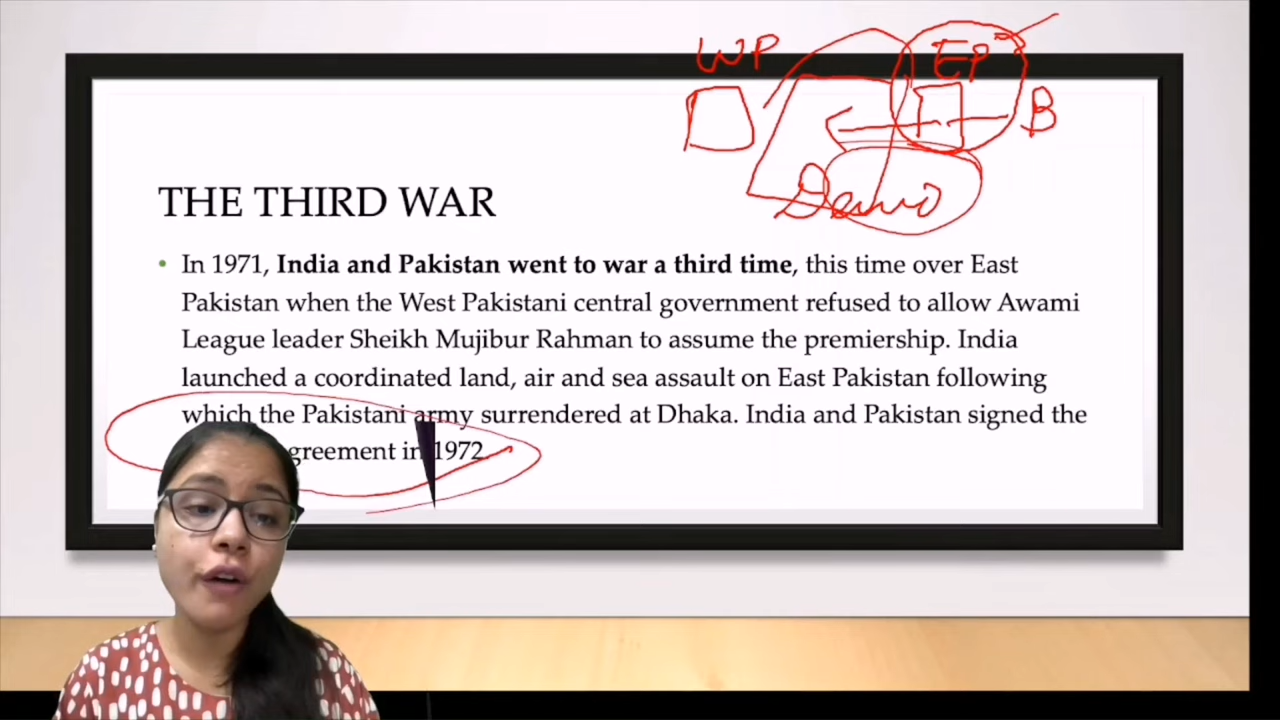 WP
EP
B
Demo
THE THIRD WAR
• In 1971, India and Pakistan went to war a third time, this time over East
Pakistan when the West Pakistani central government refused to allow Awami
League leader Sheikh Mujibur Rahman to assume the premiership. India
launched a coordinated land, air and sea assault on East Pakistan following
which the Pakistani army surrendered at Dhaka. India and Pakistan signed the
greement in 1972.